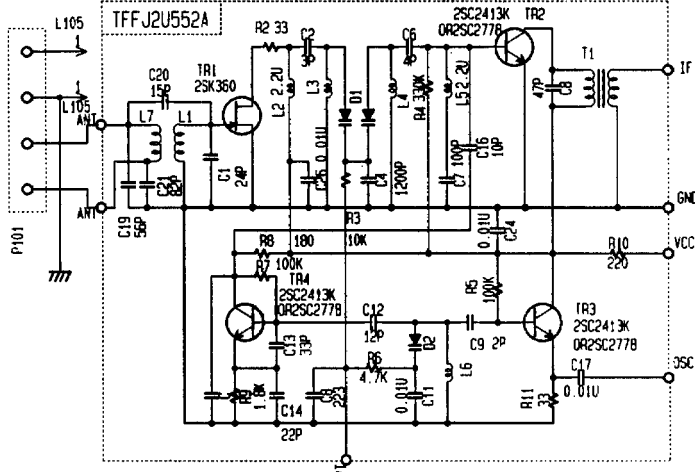 TFFJ2U552A
L105
L105
P101
ANT
ANT
C20
15P
L7
L1
TR1
2SK360
C1
24P
C21
82P
C19
56P
R2 33
C2
3P
L2 2.2U
L3
D1
C26 0.01U
R3
10K
C4
1200P
C6
4P
L4
R4 330K
L5 2.2U
C7
100P
C16
10P
2SC2413K
OR2SC2778
TR2
T1
C8
47P
IF
GND
C24
0.01U
VCC
R10
220
R8
180
R7 100K
TR4
2SC2413K
OR2SC2778
C13
33P
R9
1.8K
C14
22P
C12
12P
D2
R6
4.7K
C11
0.01U
L6
C9 2P
R5
100K
TR3
2SC2413K
OR2SC2778
C17
0.01U
R11
33
OSC